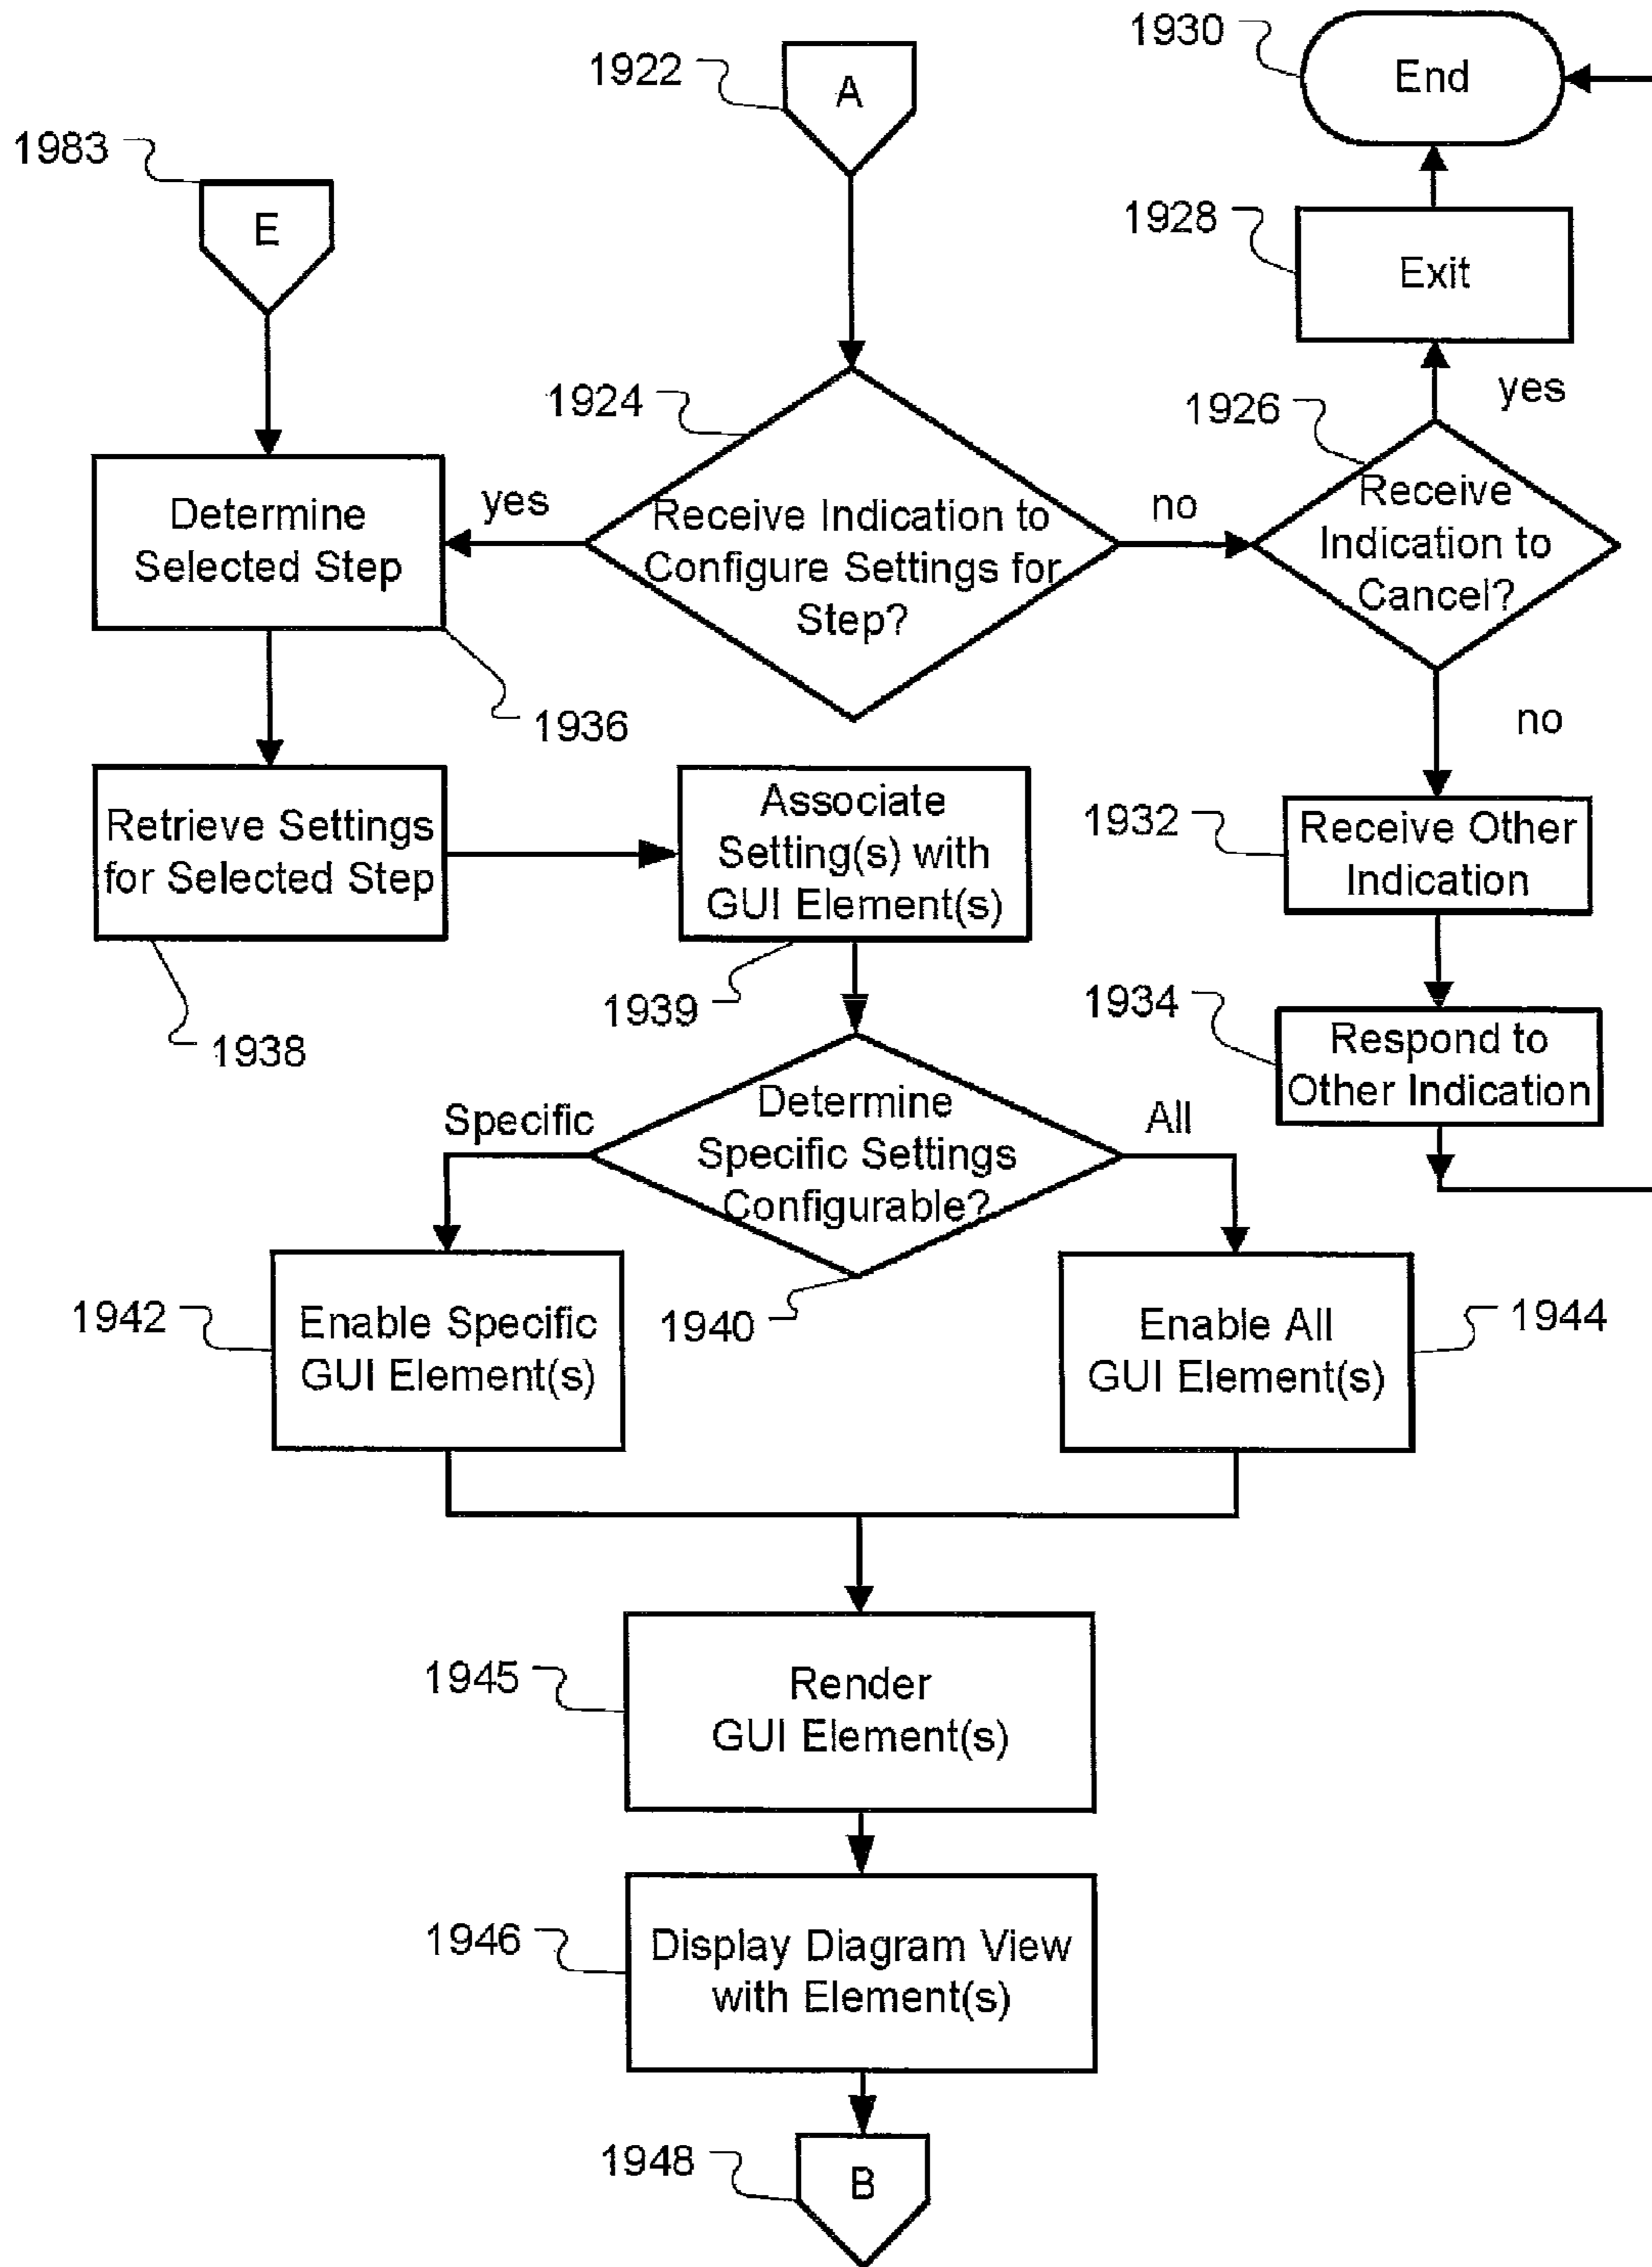 1930
End
1922
A
1983
E
1928
Exit
yes
1924
1926
Receive
Indication to
Cancel?
Determine
Selected Step
yes
Receive Indication to
Configure Settings for
Step?
no
1936
no
Retrieve Settings
for Selected Step
Associate
Setting(s) with
GUI Element(s)
1932
Receive Other
Indication
1938
1939
1934
Respond to
Other Indication
Specific
Determine
Specific Settings
Configurable?
All
1942
Enable Specific
GUI Element(s)
1940
Enable All
GUI Element(s)
1944
1945
Render
GUI Element(s)
1946
Display Diagram View
with Element(s)
1948
B